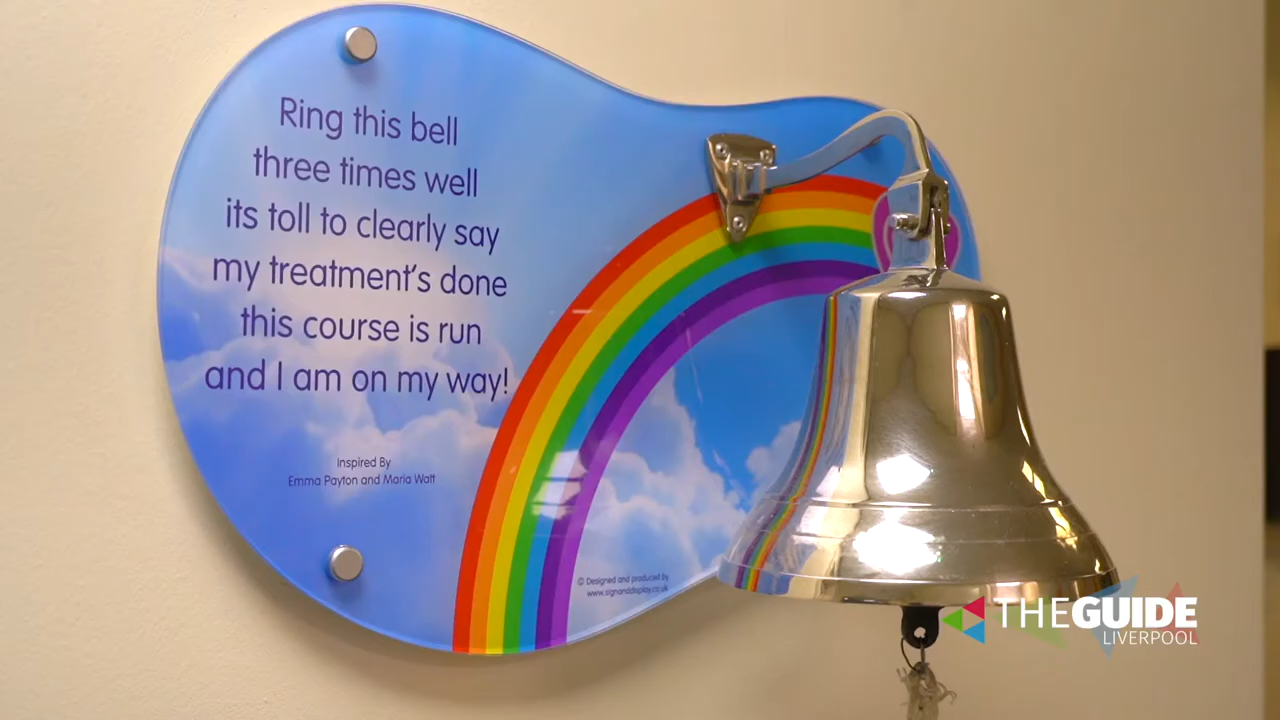 Ring this bell
three times well
its toll to clearly say
my treatment's done
this course is run
and I am on my way!
Inspired By
Emma Payton and Maria Watt
© Designed and produced by
www.signanddisplay.co.uk
THEGUIDE
LIVERPOOL